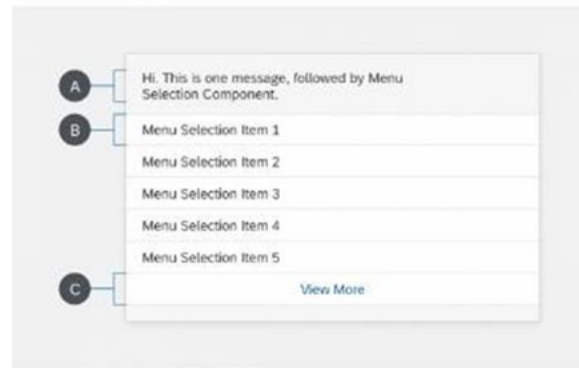 A
Hi. This is one message, followed by Menu
Selection Component.
B
Menu Selection Item 1
Menu Selection Item 2
Menu Selection Item 3
Menu Selection Item 4
Menu Selection Item 5
C
View More